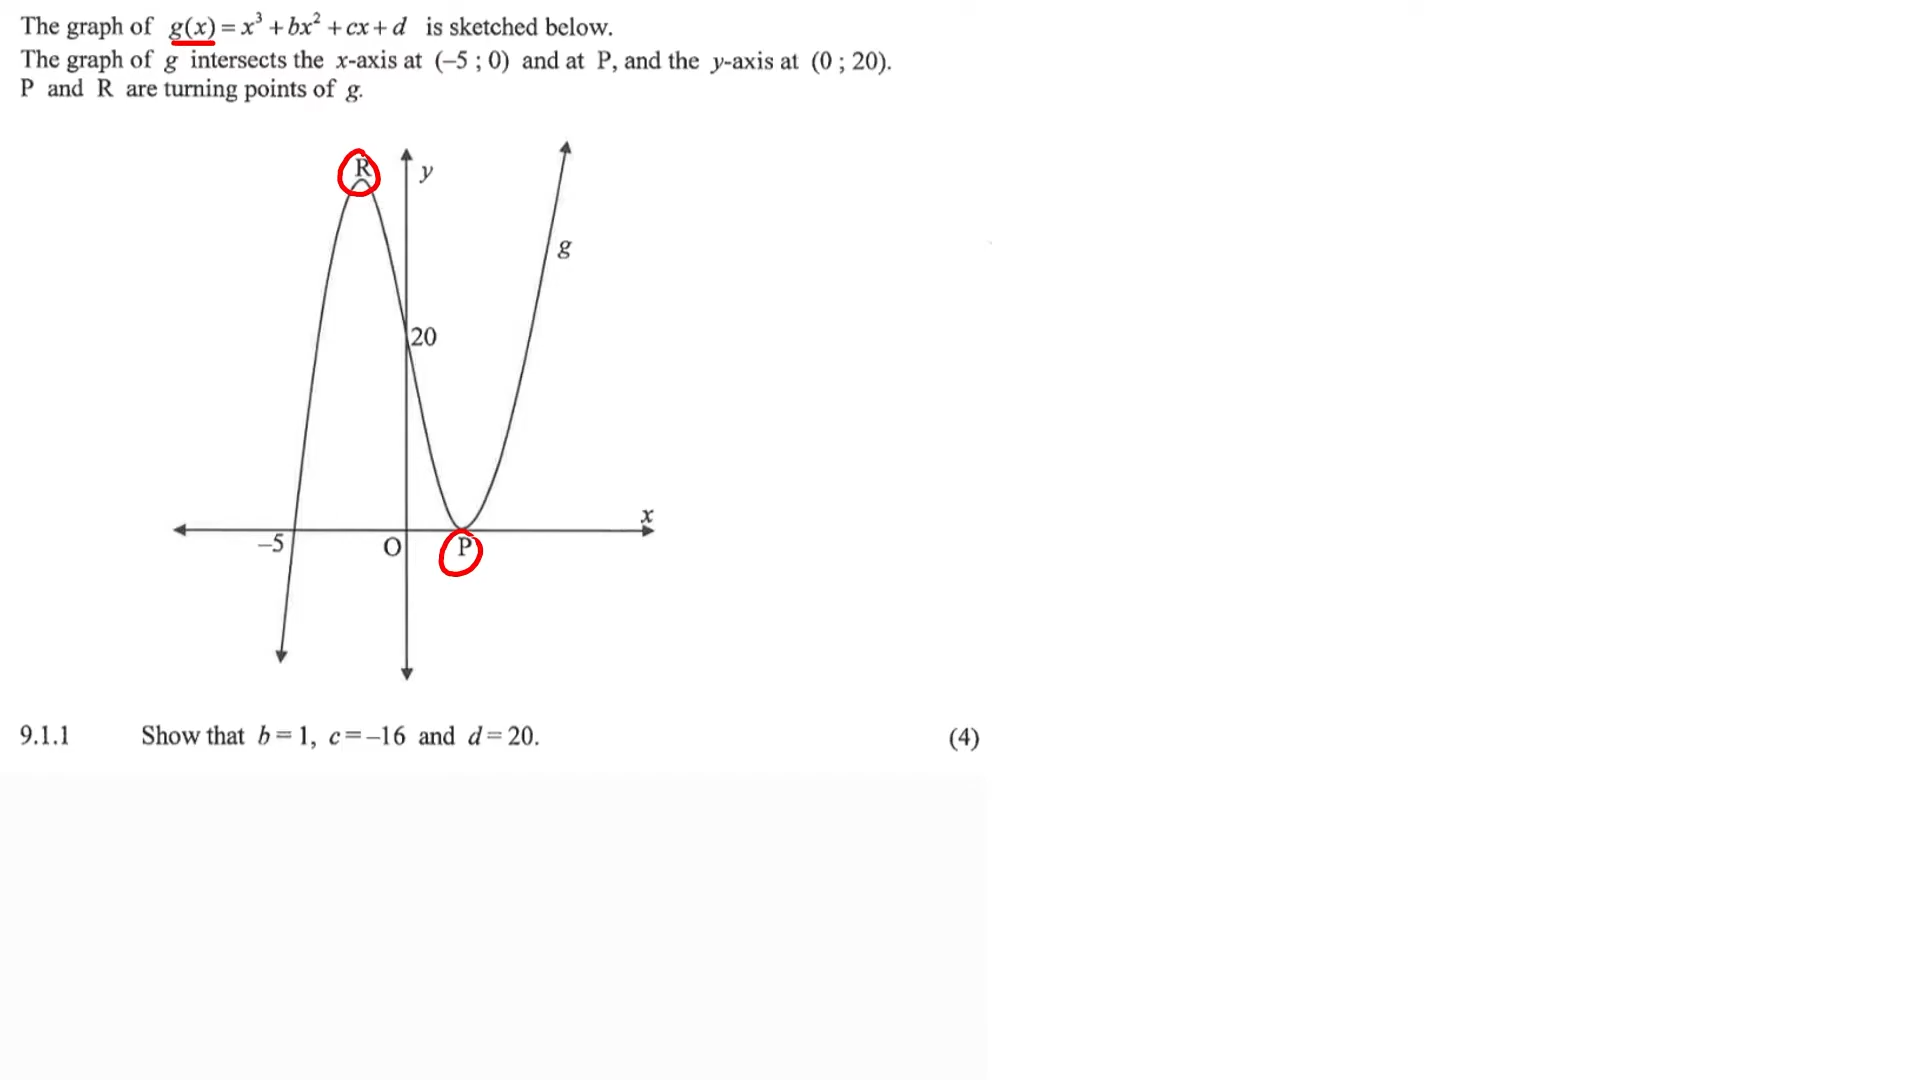 The graph of g(x) = x³ + bx² + cx + d is sketched below.
The graph of g intersects the x-axis at (–5 ; 0) and at P, and the y-axis at (0 ; 20).
P and R are turning points of g.
R
y
g
20
x
–5
O
P
9.1.1 Show that b = 1, c = –16 and d = 20. (4)